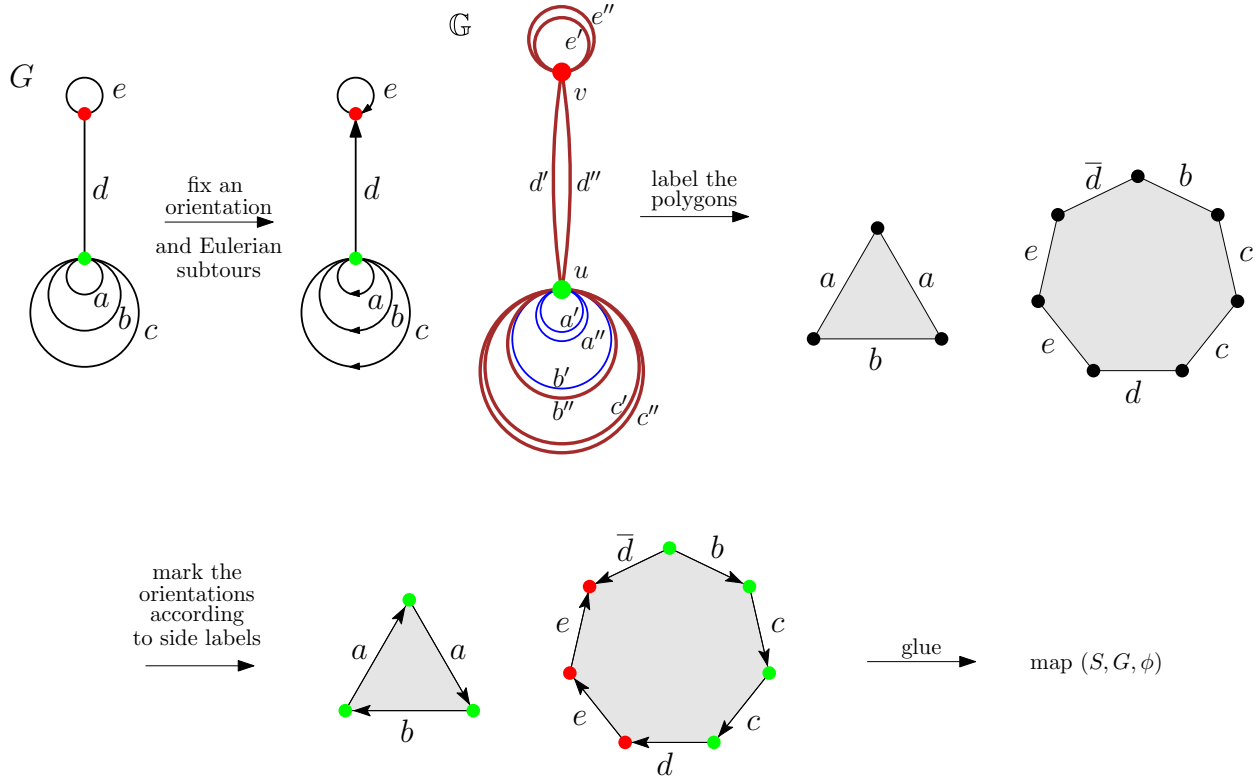 G
e
d
a
b
c
fix an
orientation
and Eulerian
subtours
e
d
a
b
c
𝔾
e′′
e′
v
d′ d′′
u
a′
a′′
b′
b′′
c′
c′′
label the
polygons
a a
b
d̅ b
e c
e c
d
mark the
orientations
according
to side labels
a a
b
d̅ b
e c
e c
d
glue
map (S, G, ϕ)